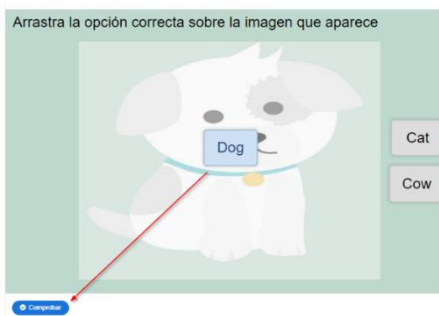 Arrastra la opción correcta sobre la imagen que aparece
Dog
Cat
Cow
Comprobar